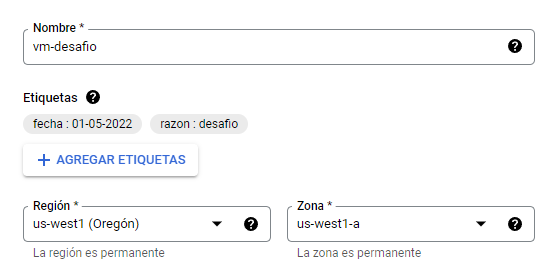 Nombre *
vm-desafio
Etiquetas
fecha : 01-05-2022 razon : desafio
AGREGAR ETIQUETAS
Región * Zona *
us-west1 (Oregón) us-west1-a
La región es permanente La zona es permanente